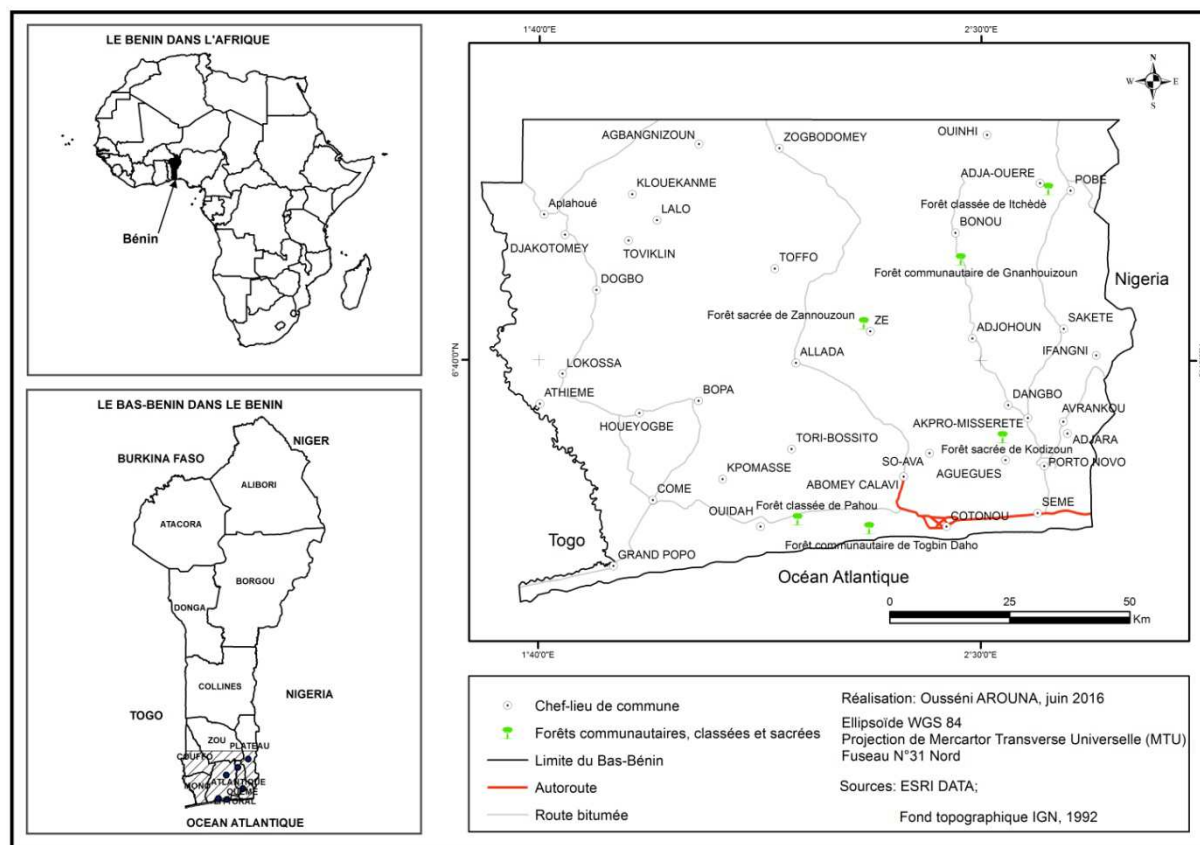 LE BENIN DANS L'AFRIQUE
Bénin
LE BAS-BENIN DANS LE BENIN
NIGER
BURKINA FASO
ALIBORI
ATACORA
BORGOU
DONGA
COLLINES
NIGERIA
TOGO
ZOU
PLATEAU
COUFFO
ATLANTIQUE
MONO
OUEME
LITTORAL
OCEAN ATLANTIQUE
1°40'0"E
2°30'0"E
N
W E
S
AGBANGNIZOUN
ZOGBODOMEY
OUINHI
ADJA-OUERE
POBE
KLOUEKANME
Forêt classée de Itchèdè
Aplahoué
LALO
BONOU
DJAKOTOMEY
TOVIKLIN
TOFFO
Forêt communautaire de Gnanhouizoun
Nigeria
DOGBO
Forêt sacrée de Zannouzoun
ZE
SAKETE
ADJOHOUN
IFANGNI
6°40'0"N
ALLADA
LOKOSSA
ATHIEME
BOPA
DANGBO
AVRANKOU
HOUEYOGBE
AKPRO-MISSERETE
ADJARA
TORI-BOSSITO
Forêt sacrée de Kodizoun
SO-AVA
PORTO NOVO
KPOMASSE
AGUEGUES
ABOMEY CALAVI
COME
Forêt classée de Pahou
SEME
OUIDAH
COTONOU
Togo
Forêt communautaire de Togbin Daho
GRAND POPO
Océan Atlantique
0 25 50
Km
1°40'0"E
2°30'0"E
Chef-lieu de commune
Forêts communautaires, classées et sacrées
Limite du Bas-Bénin
Autoroute
Route bitumée
Réalisation: Ousséni AROUNA, juin 2016
Ellipsoïde WGS 84
Projection de Mercartor Transverse Universelle (MTU)
Fuseau N°31 Nord
Sources: ESRI DATA;
Fond topographique IGN, 1992